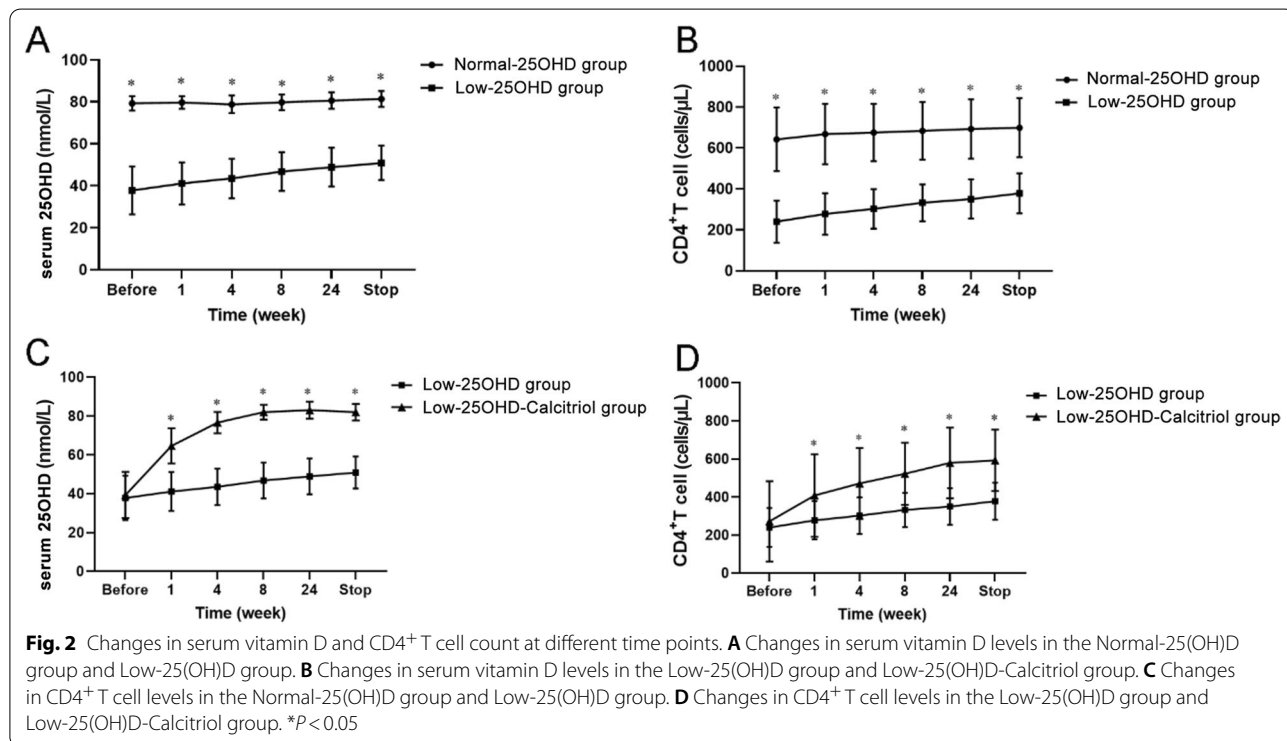 A
serum 25OHD (nmol/L)
100
80
60
40
20
0
* * * * * *
Before 1 4 8 24 Stop
Time (week)
Normal-25OHD group
Low-25OHD group
B
CD4+T cell (cells/µL)
1000
800
600
400
200
0
* * * * * *
Before 1 4 8 24 Stop
Time (week)
Normal-25OHD group
Low-25OHD group
C
serum 25OHD (nmol/L)
100
80
60
40
20
0
* * * * *
Before 1 4 8 24 Stop
Time (week)
Low-25OHD group
Low-25OHD-Calcitriol group
D
CD4+T cell (cells/µL)
1000
800
600
400
200
0
* * * * *
Before 1 4 8 24 Stop
Time (week)
Low-25OHD group
Low-25OHD-Calcitriol group
Fig. 2 Changes in serum vitamin D and CD4+ T cell count at different time points. A Changes in serum vitamin D levels in the Normal-25(OH)D
group and Low-25(OH)D group. B Changes in serum vitamin D levels in the Low-25(OH)D group and Low-25(OH)D-Calcitriol group. C Changes
in CD4+ T cell levels in the Normal-25(OH)D group and Low-25(OH)D group. D Changes in CD4+ T cell levels in the Low-25(OH)D group and
Low-25(OH)D-Calcitriol group. *P < 0.05